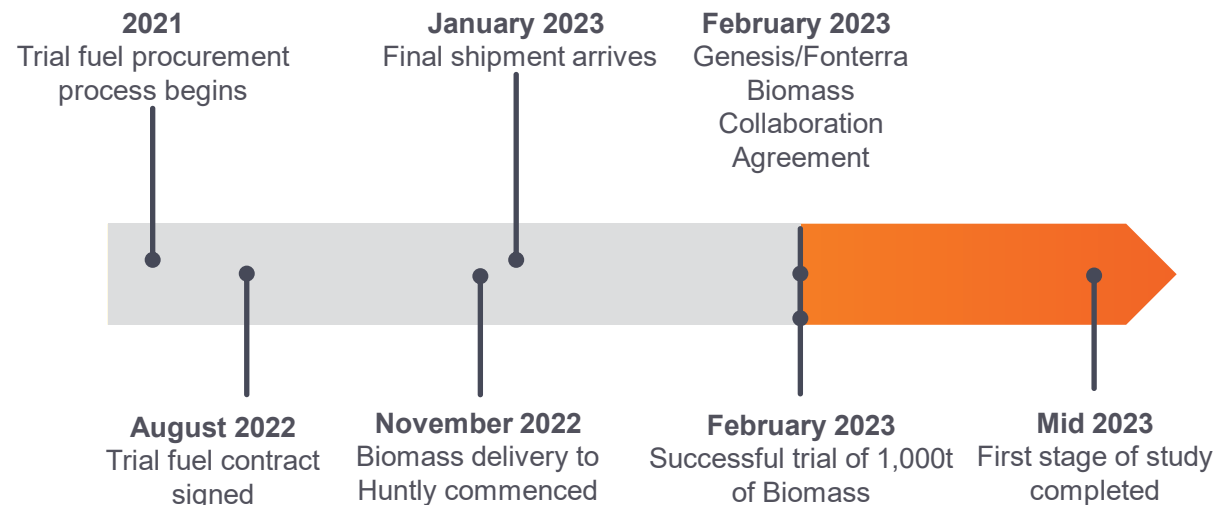 2021
Trial fuel procurement
process begins
January 2023
Final shipment arrives
February 2023
Genesis/Fonterra
Biomass
Collaboration
Agreement
August 2022
Trial fuel contract
signed
November 2022
Biomass delivery to
Huntly commenced
February 2023
Successful trial of 1,000t
of Biomass
Mid 2023
First stage of study
completed